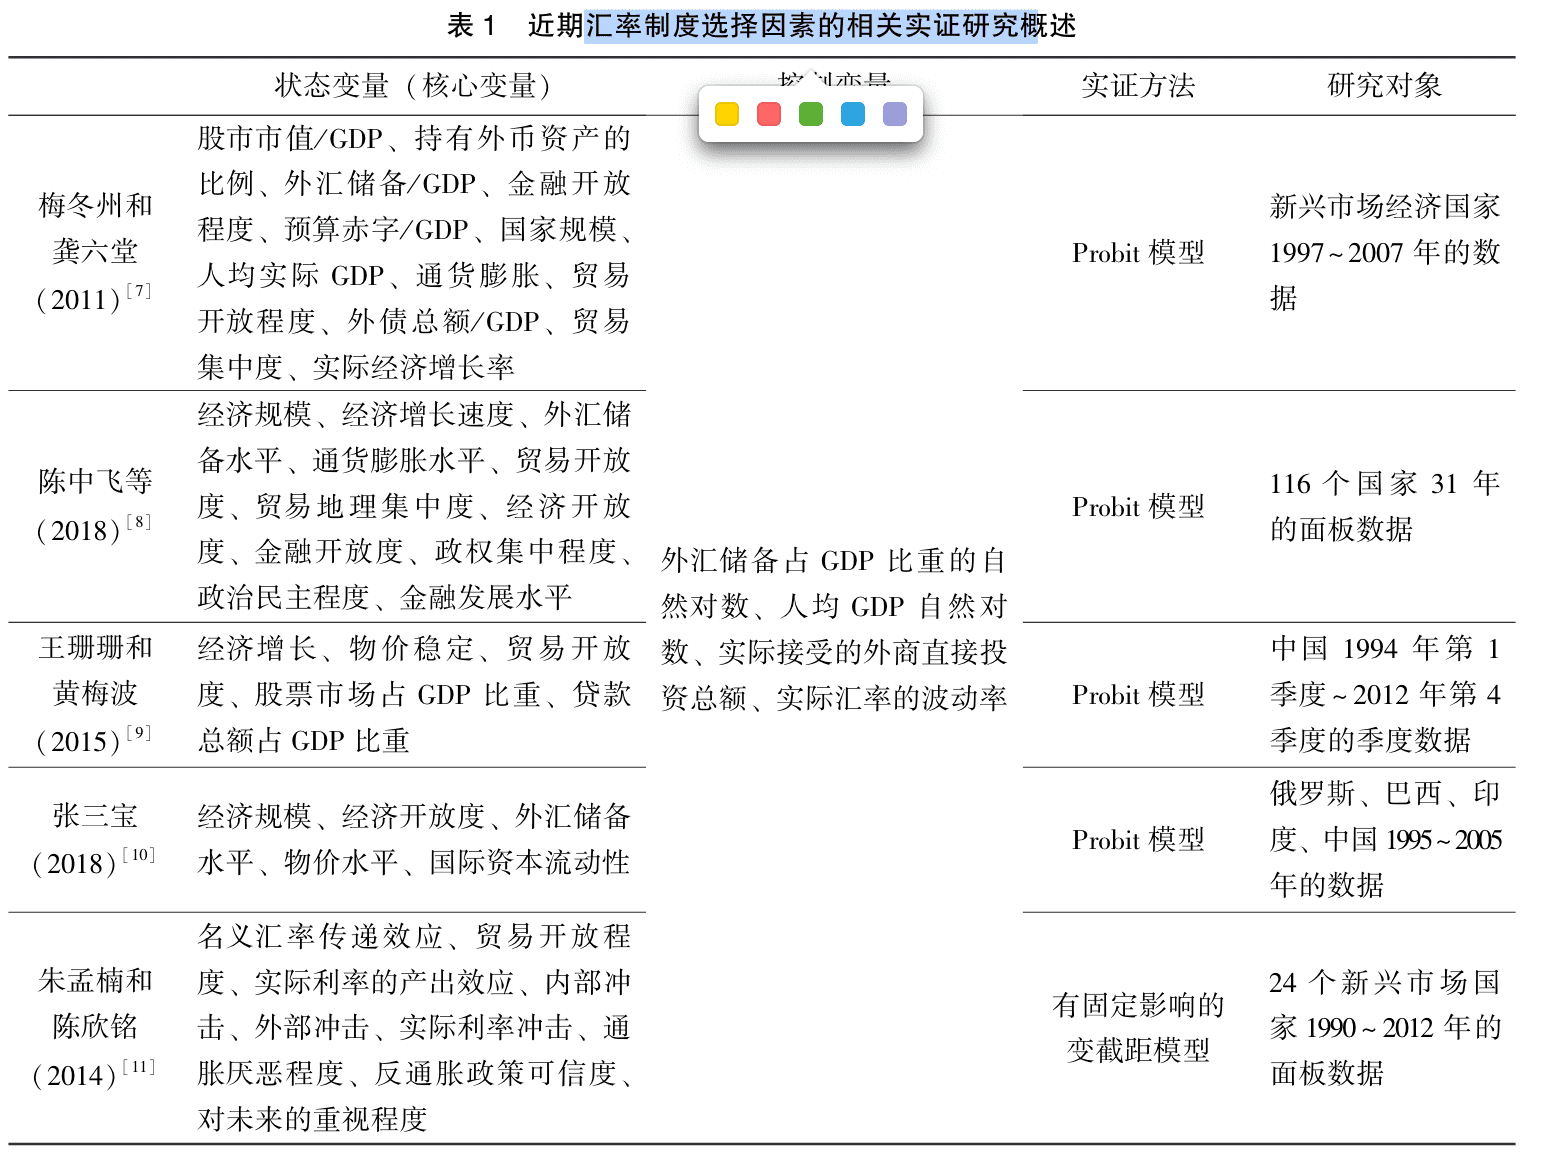 表 1 近期汇率制度选择因素的相关实证研究概述
状态变量（核心变量）
实证方法
研究对象
梅冬州和
龚六堂
(2011)[7]
股市市值/GDP、持有外币资产的
比例、外汇储备/GDP、金融开放
程度、预算赤字/GDP、国家规模、
人均实际 GDP、通货膨胀、贸易
开放程度、外债总额/GDP、贸易
集中度、实际经济增长率
Probit 模型
新兴市场经济国家
1997~2007 年的数
据
陈中飞等
(2018)[8]
经济规模、经济增长速度、外汇储
备水平、通货膨胀水平、贸易开放
度、贸易地理集中度、经济开放
度、金融开放度、政权集中程度、
政治民主程度、金融发展水平
Probit 模型
116 个国家 31 年
的面板数据
外汇储备占 GDP 比重的自
然对数、人均 GDP 自然对
数、实际接受的外商直接投
资总额、实际汇率的波动率
王珊珊和
黄梅波
(2015)[9]
经济增长、物价稳定、贸易开放
度、股票市场占 GDP 比重、贷款
总额占 GDP 比重
Probit 模型
中国 1994 年第 1
季度~2012 年第 4
季度的季度数据
张三宝
(2018)[10]
经济规模、经济开放度、外汇储备
水平、物价水平、国际资本流动性
Probit 模型
俄罗斯、巴西、印
度、中国 1995~2005
年的数据
朱孟楠和
陈欣铭
(2014)[11]
名义汇率传递效应、贸易开放程
度、实际利率的产出效应、内部冲
击、外部冲击、实际利率冲击、通
胀厌恶程度、反通胀政策可信度、
对未来的重视程度
有固定影响的
变截距模型
24 个新兴市场国
家 1990~2012 年的
面板数据